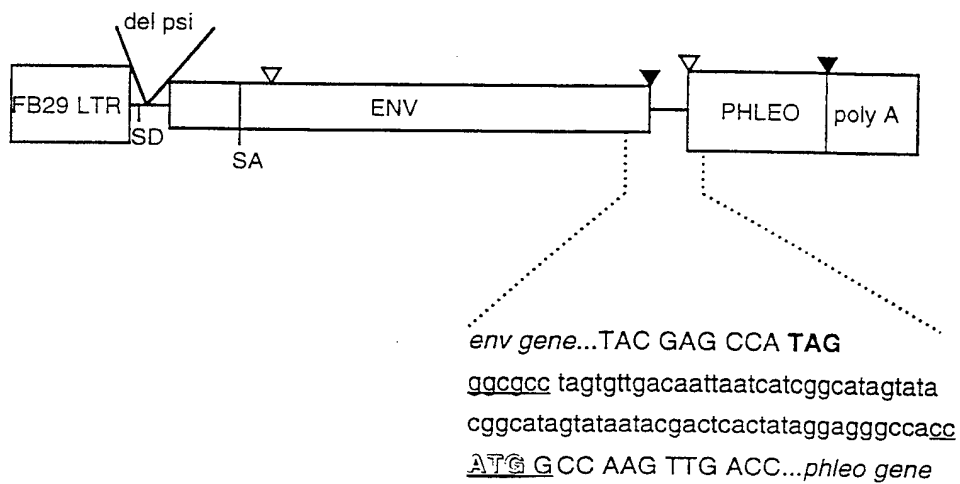 del psi
FB29 LTR
SD
SA
ENV
PHLEO
poly A
env gene...TAC GAG CCA TAG
ggcgcc tagtgttgacaattaatcatcggcatagtata
cggcatagtataatacgactcactataggagggccacc
ATG GCC AAG TTG ACC...phleo gene